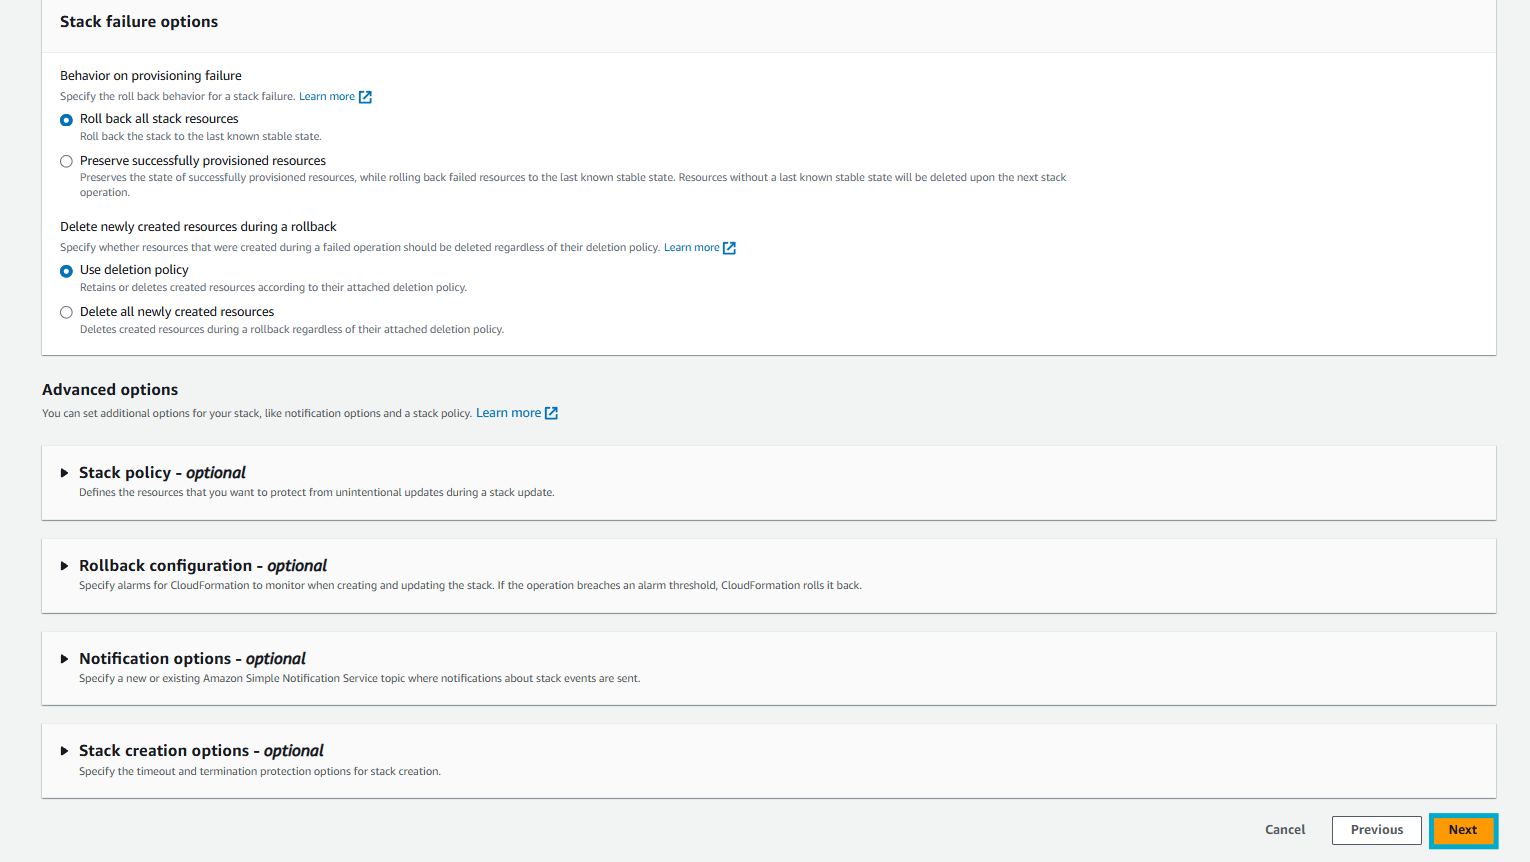 Stack failure options
Behavior on provisioning failure
Specify the roll back behavior for a stack failure. Learn more
Roll back all stack resources
Roll back the stack to the last known stable state.
Preserve successfully provisioned resources
Preserves the state of successfully provisioned resources, while rolling back failed resources to the last known stable state. Resources without a last known stable state will be deleted upon the next stack
operation.
Delete newly created resources during a rollback
Specify whether resources that were created during a failed operation should be deleted regardless of their deletion policy. Learn more
Use deletion policy
Retains or deletes created resources according to their attached deletion policy.
Delete all newly created resources
Deletes created resources during a rollback regardless of their attached deletion policy.
Advanced options
You can set additional options for your stack, like notification options and a stack policy. Learn more
Stack policy - optional
Defines the resources that you want to protect from unintentional updates during a stack update.
Rollback configuration - optional
Specify alarms for CloudFormation to monitor when creating and updating the stack. If the operation breaches an alarm threshold, CloudFormation rolls it back.
Notification options - optional
Specify a new or existing Amazon Simple Notification Service topic where notifications about stack events are sent.
Stack creation options - optional
Specify the timeout and termination protection options for stack creation.
Cancel Previous Next